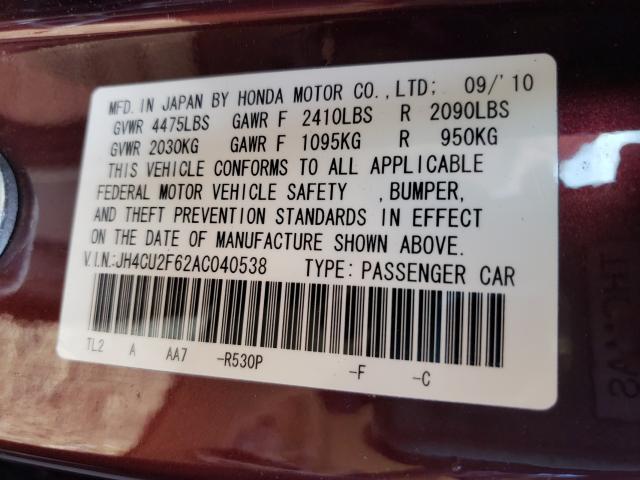 MFD. IN JAPAN BY HONDA MOTOR CO.,LTD; 09/'10
GVWR 4475LBS GAWR F 2410LBS R 2090LBS
GVWR 2030KG GAWR F 1095KG R 950KG
THIS VEHICLE CONFORMS TO ALL APPLICABLE
FEDERAL MOTOR VEHICLE SAFETY ,BUMPER,
AND THEFT PREVENTION STANDARDS IN EFFECT
ON THE DATE OF MANUFACTURE SHOWN ABOVE.
V.I.N.:JH4CU2F62AC040538 TYPE: PASSENGER CAR
TL2 A AA7 -R530P -F -C